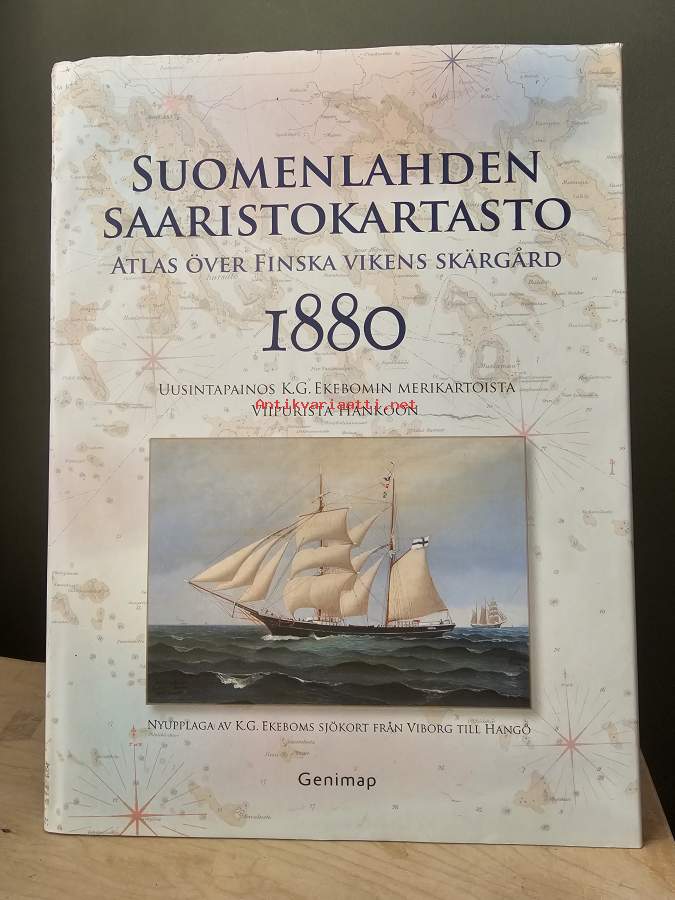 SUOMENLAHDEN
SAARISTOKARTASTO
ATLAS ÖVER FINSKA VIKENS SKÄRGÅRD
1880
UUSINTAPAINOS K.G. EKEBOMIN MERIKARTOISTA
Antikvariaatti.net
VIIPURISTA HANKOON
NYUPPLAGA AV K.G. EKEBOMS SJÖKORT FRÅN VIBORG TILL HANGÖ
Genimap